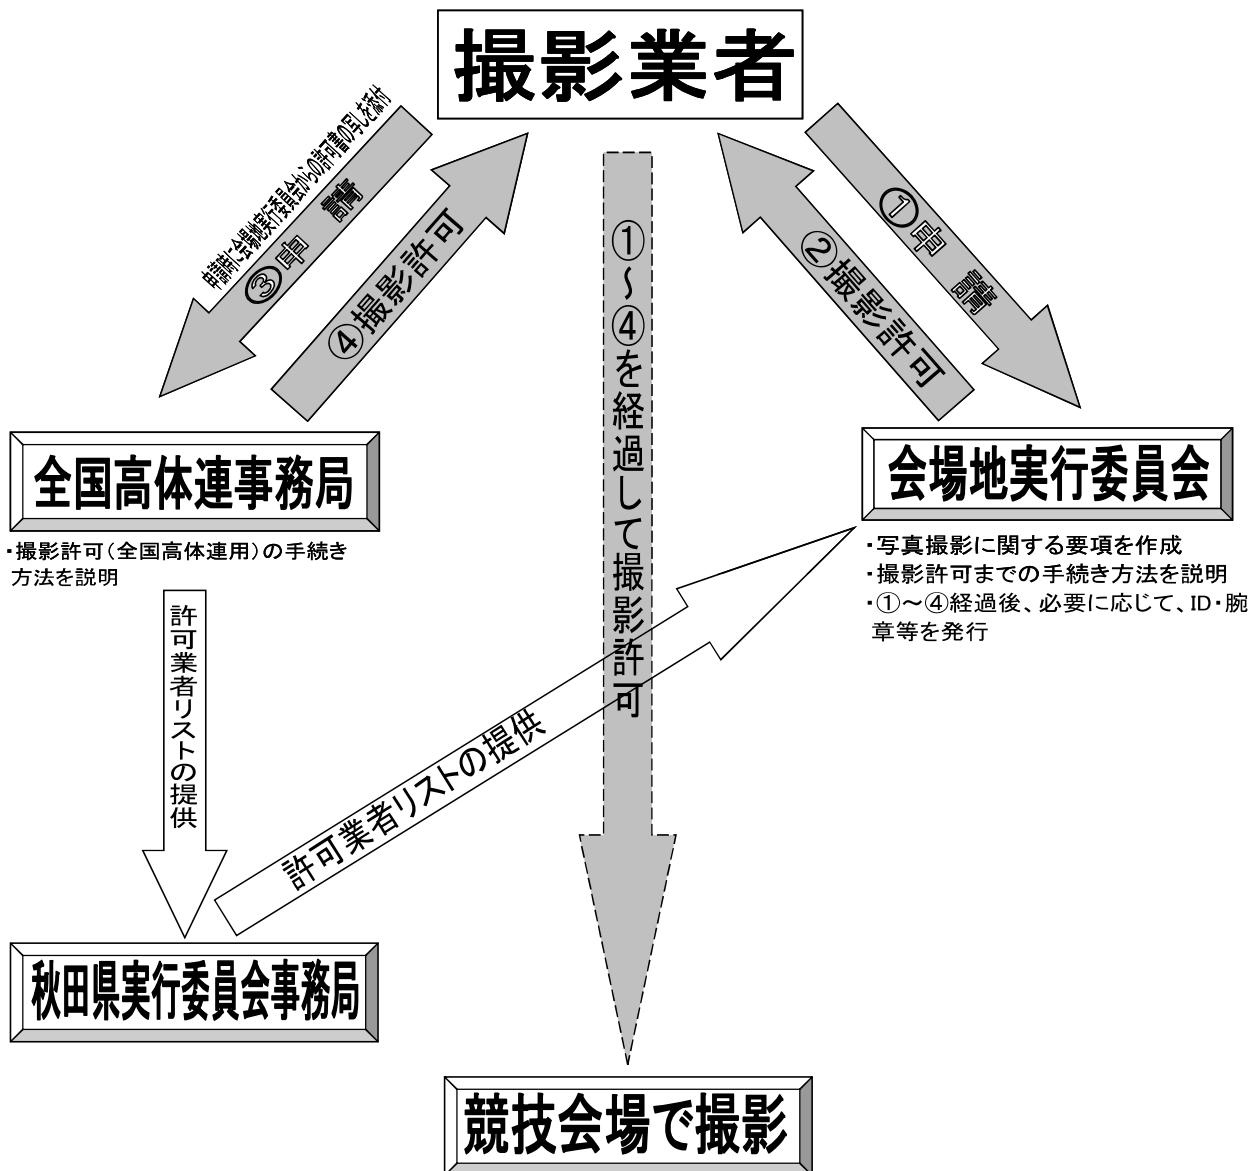 撮影業者
③申　請
④撮影許可
①申　請
②撮影許可
①～④を経過して撮影許可
全国高体連事務局
・撮影許可（全国高体連用）の手続き
方法を説明
会場地実行委員会
・写真撮影に関する要項を作成
・撮影許可までの手続き方法を説明
・①～④経過後、必要に応じて、ID・腕
章等を発行
許可業者リストの提供
許可業者リストの提供
秋田県実行委員会事務局
競技会場で撮影